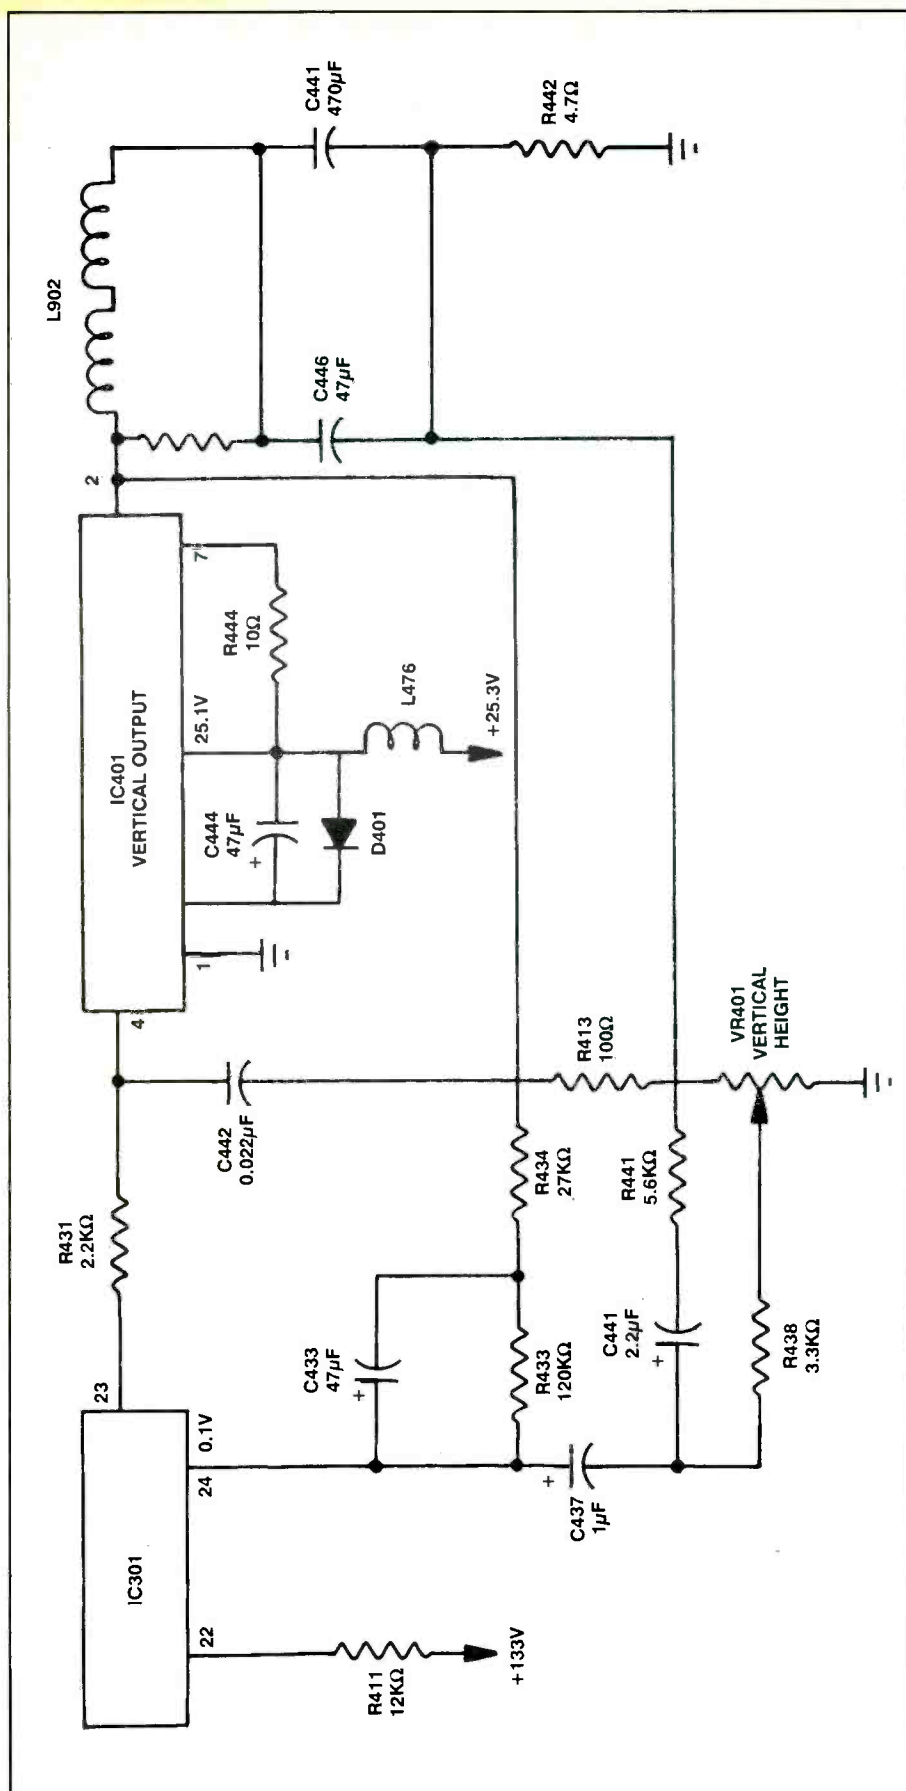 L902
C441
470µF
R442
4.7Ω
C446
47µF
2
7
R444
10Ω
25.1V
IC401
VERTICAL OUTPUT
C444
47µF
+
D401
L476
+25.3V
1
4
C442
0.022µF
R413
100Ω
VR401
VERTICAL
HEIGHT
R431
2.2KΩ
R434
27KΩ
R441
5.6KΩ
C433
47µF
+
R433
120KΩ
C441
2.2µF
+
R438
3.3KΩ
23
0.1V
24
C437
1µF
+
IC301
22
R411
12KΩ
+133V